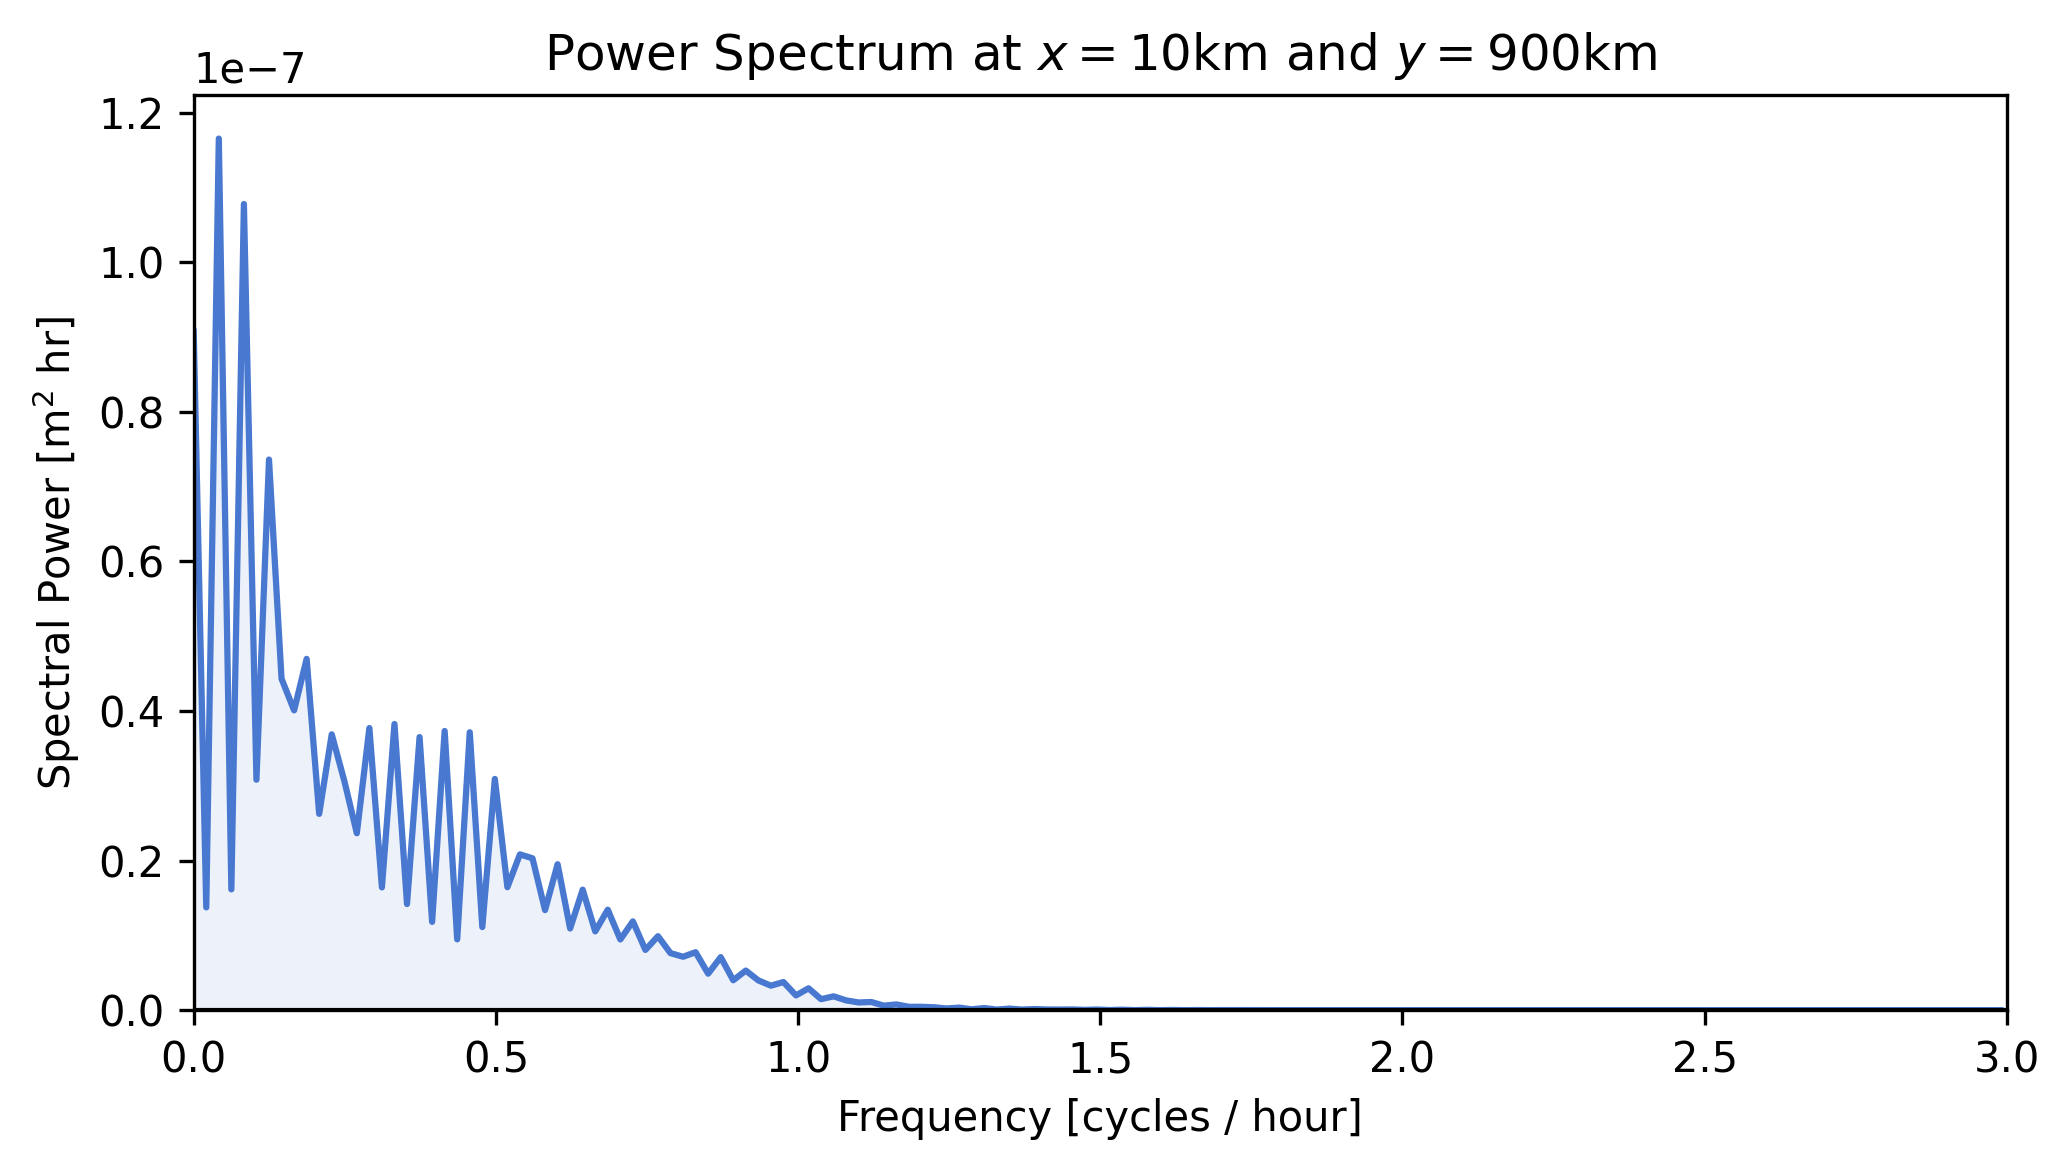 Power Spectrum at x = 10km and y = 900km
1e−7
1.2
1.0
0.8
0.6
0.4
0.2
0.0
Spectral Power [m² hr]
0.0 0.5 1.0 1.5 2.0 2.5 3.0
Frequency [cycles / hour]